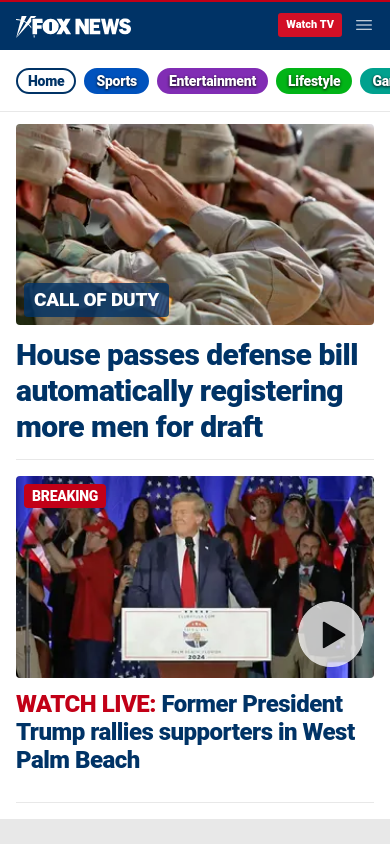 FOX NEWS
Watch TV
Home
Sports
Entertainment
Lifestyle
Ga
CALL OF DUTY
House passes defense bill
automatically registering
more men for draft
BREAKING
2024
WATCH LIVE: Former President
Trump rallies supporters in West
Palm Beach